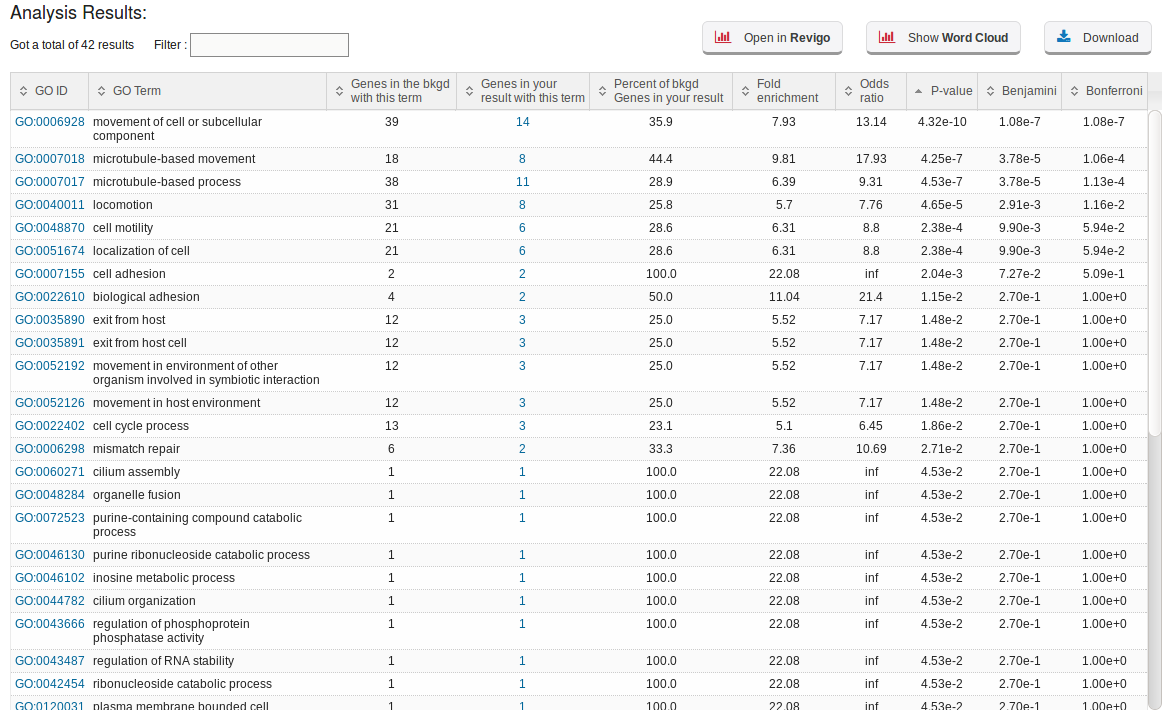 Analysis Results:
Got a total of 42 results Filter : Open in Revigo Show Word Cloud Download
GO ID GO Term Genes in the bkgd with this term Genes in your result with this term Percent of bkgd Genes in your result Fold enrichment Odds ratio P-value Benjamini Bonferroni
GO:0006928 movement of cell or subcellular 39 14 35.9 7.93 13.14 4.32e-10 1.08e-7 1.08e-7
component
GO:0007018 microtubule-based movement 18 8 44.4 9.81 17.93 4.25e-7 3.78e-5 1.06e-4
GO:0007017 microtubule-based process 38 11 28.9 6.39 9.31 4.53e-7 3.78e-5 1.13e-4
GO:0040011 locomotion 31 8 25.8 5.7 7.76 4.65e-5 2.91e-3 1.16e-2
GO:0048870 cell motility 21 6 28.6 6.31 8.8 2.38e-4 9.90e-3 5.94e-2
GO:0051674 localization of cell 21 6 28.6 6.31 8.8 2.38e-4 9.90e-3 5.94e-2
GO:0007155 cell adhesion 2 2 100.0 22.08 inf 2.04e-3 7.27e-2 5.09e-1
GO:0022610 biological adhesion 4 2 50.0 11.04 21.4 1.15e-2 2.70e-1 1.00e+0
GO:0035890 exit from host 12 3 25.0 5.52 7.17 1.48e-2 2.70e-1 1.00e+0
GO:0035891 exit from host cell 12 3 25.0 5.52 7.17 1.48e-2 2.70e-1 1.00e+0
GO:0052192 movement in environment of other 12 3 25.0 5.52 7.17 1.48e-2 2.70e-1 1.00e+0
organism involved in symbiotic interaction
GO:0052126 movement in host environment 12 3 25.0 5.52 7.17 1.48e-2 2.70e-1 1.00e+0
GO:0022402 cell cycle process 13 3 23.1 5.1 6.45 1.86e-2 2.70e-1 1.00e+0
GO:0006298 mismatch repair 6 2 33.3 7.36 10.69 2.71e-2 2.70e-1 1.00e+0
GO:0060271 cilium assembly 1 1 100.0 22.08 inf 4.53e-2 2.70e-1 1.00e+0
GO:0048284 organelle fusion 1 1 100.0 22.08 inf 4.53e-2 2.70e-1 1.00e+0
GO:0072523 purine-containing compound catabolic 1 1 100.0 22.08 inf 4.53e-2 2.70e-1 1.00e+0
process
GO:0046130 purine ribonucleoside catabolic process 1 1 100.0 22.08 inf 4.53e-2 2.70e-1 1.00e+0
GO:0046102 inosine metabolic process 1 1 100.0 22.08 inf 4.53e-2 2.70e-1 1.00e+0
GO:0044782 cilium organization 1 1 100.0 22.08 inf 4.53e-2 2.70e-1 1.00e+0
GO:0043666 regulation of phosphoprotein 1 1 100.0 22.08 inf 4.53e-2 2.70e-1 1.00e+0
phosphatase activity
GO:0043487 regulation of RNA stability 1 1 100.0 22.08 inf 4.53e-2 2.70e-1 1.00e+0
GO:0042454 ribonucleoside catabolic process 1 1 100.0 22.08 inf 4.53e-2 2.70e-1 1.00e+0
GO:0120031 plasma membrane bounded cell 1 1 100.0 22.08 inf 4.53e-2 2.70e-1 1.00e+0